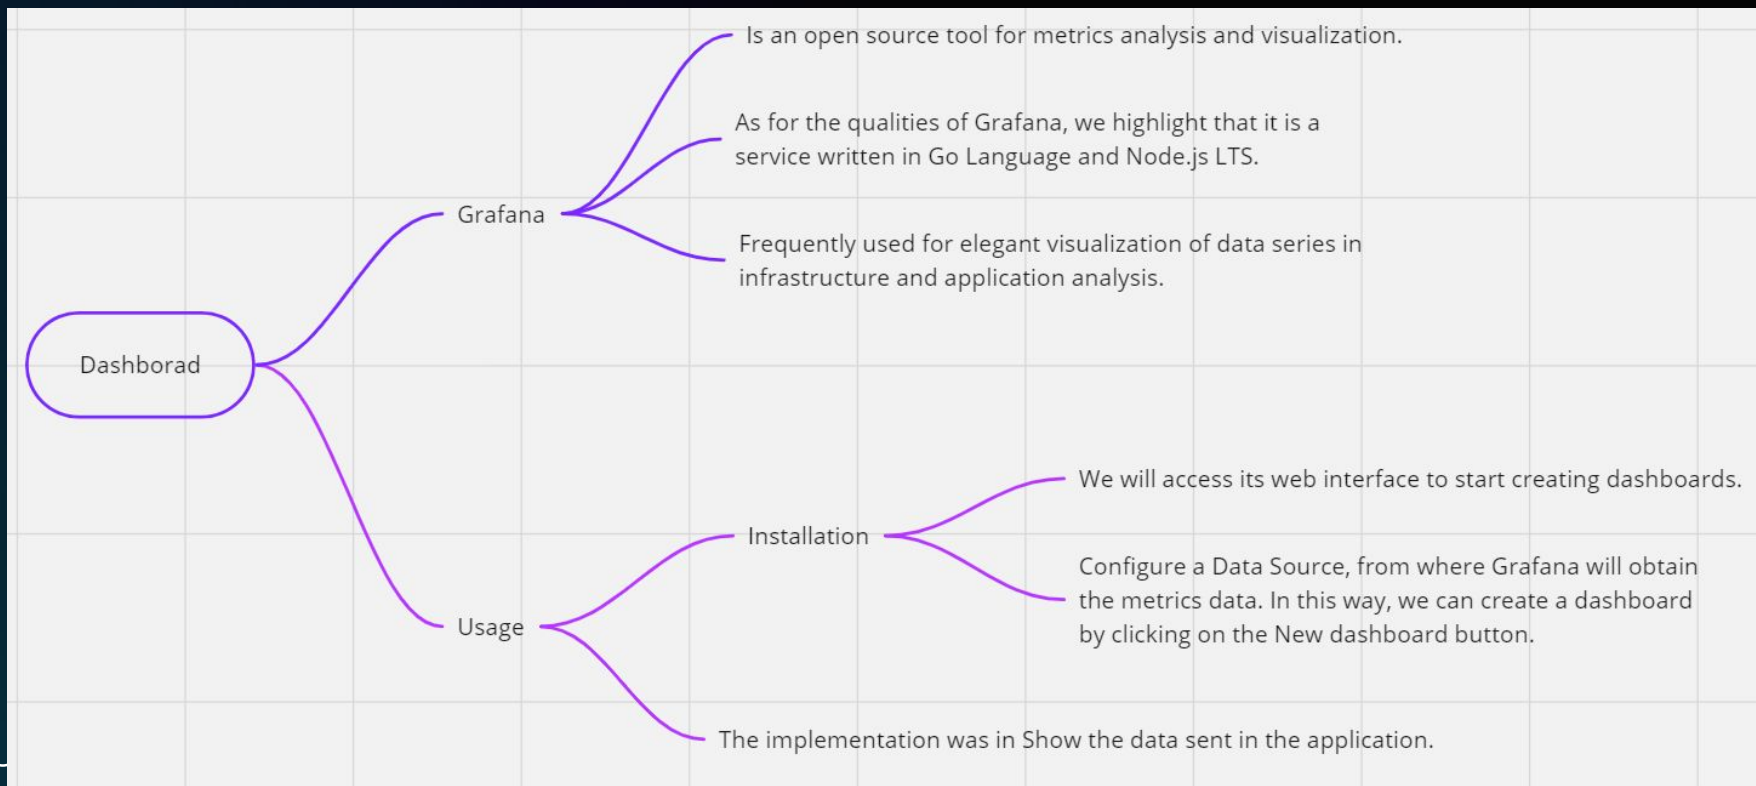 Is an open source tool for metrics analysis and visualization.
As for the qualities of Grafana, we highlight that it is a
service written in Go Language and Node.js LTS.
Grafana
Frequently used for elegant visualization of data series in
infrastructure and application analysis.
Dashborad
We will access its web interface to start creating dashboards.
Installation
Configure a Data Source, from where Grafana will obtain
the metrics data. In this way, we can create a dashboard
by clicking on the New dashboard button.
Usage
The implementation was in Show the data sent in the application.